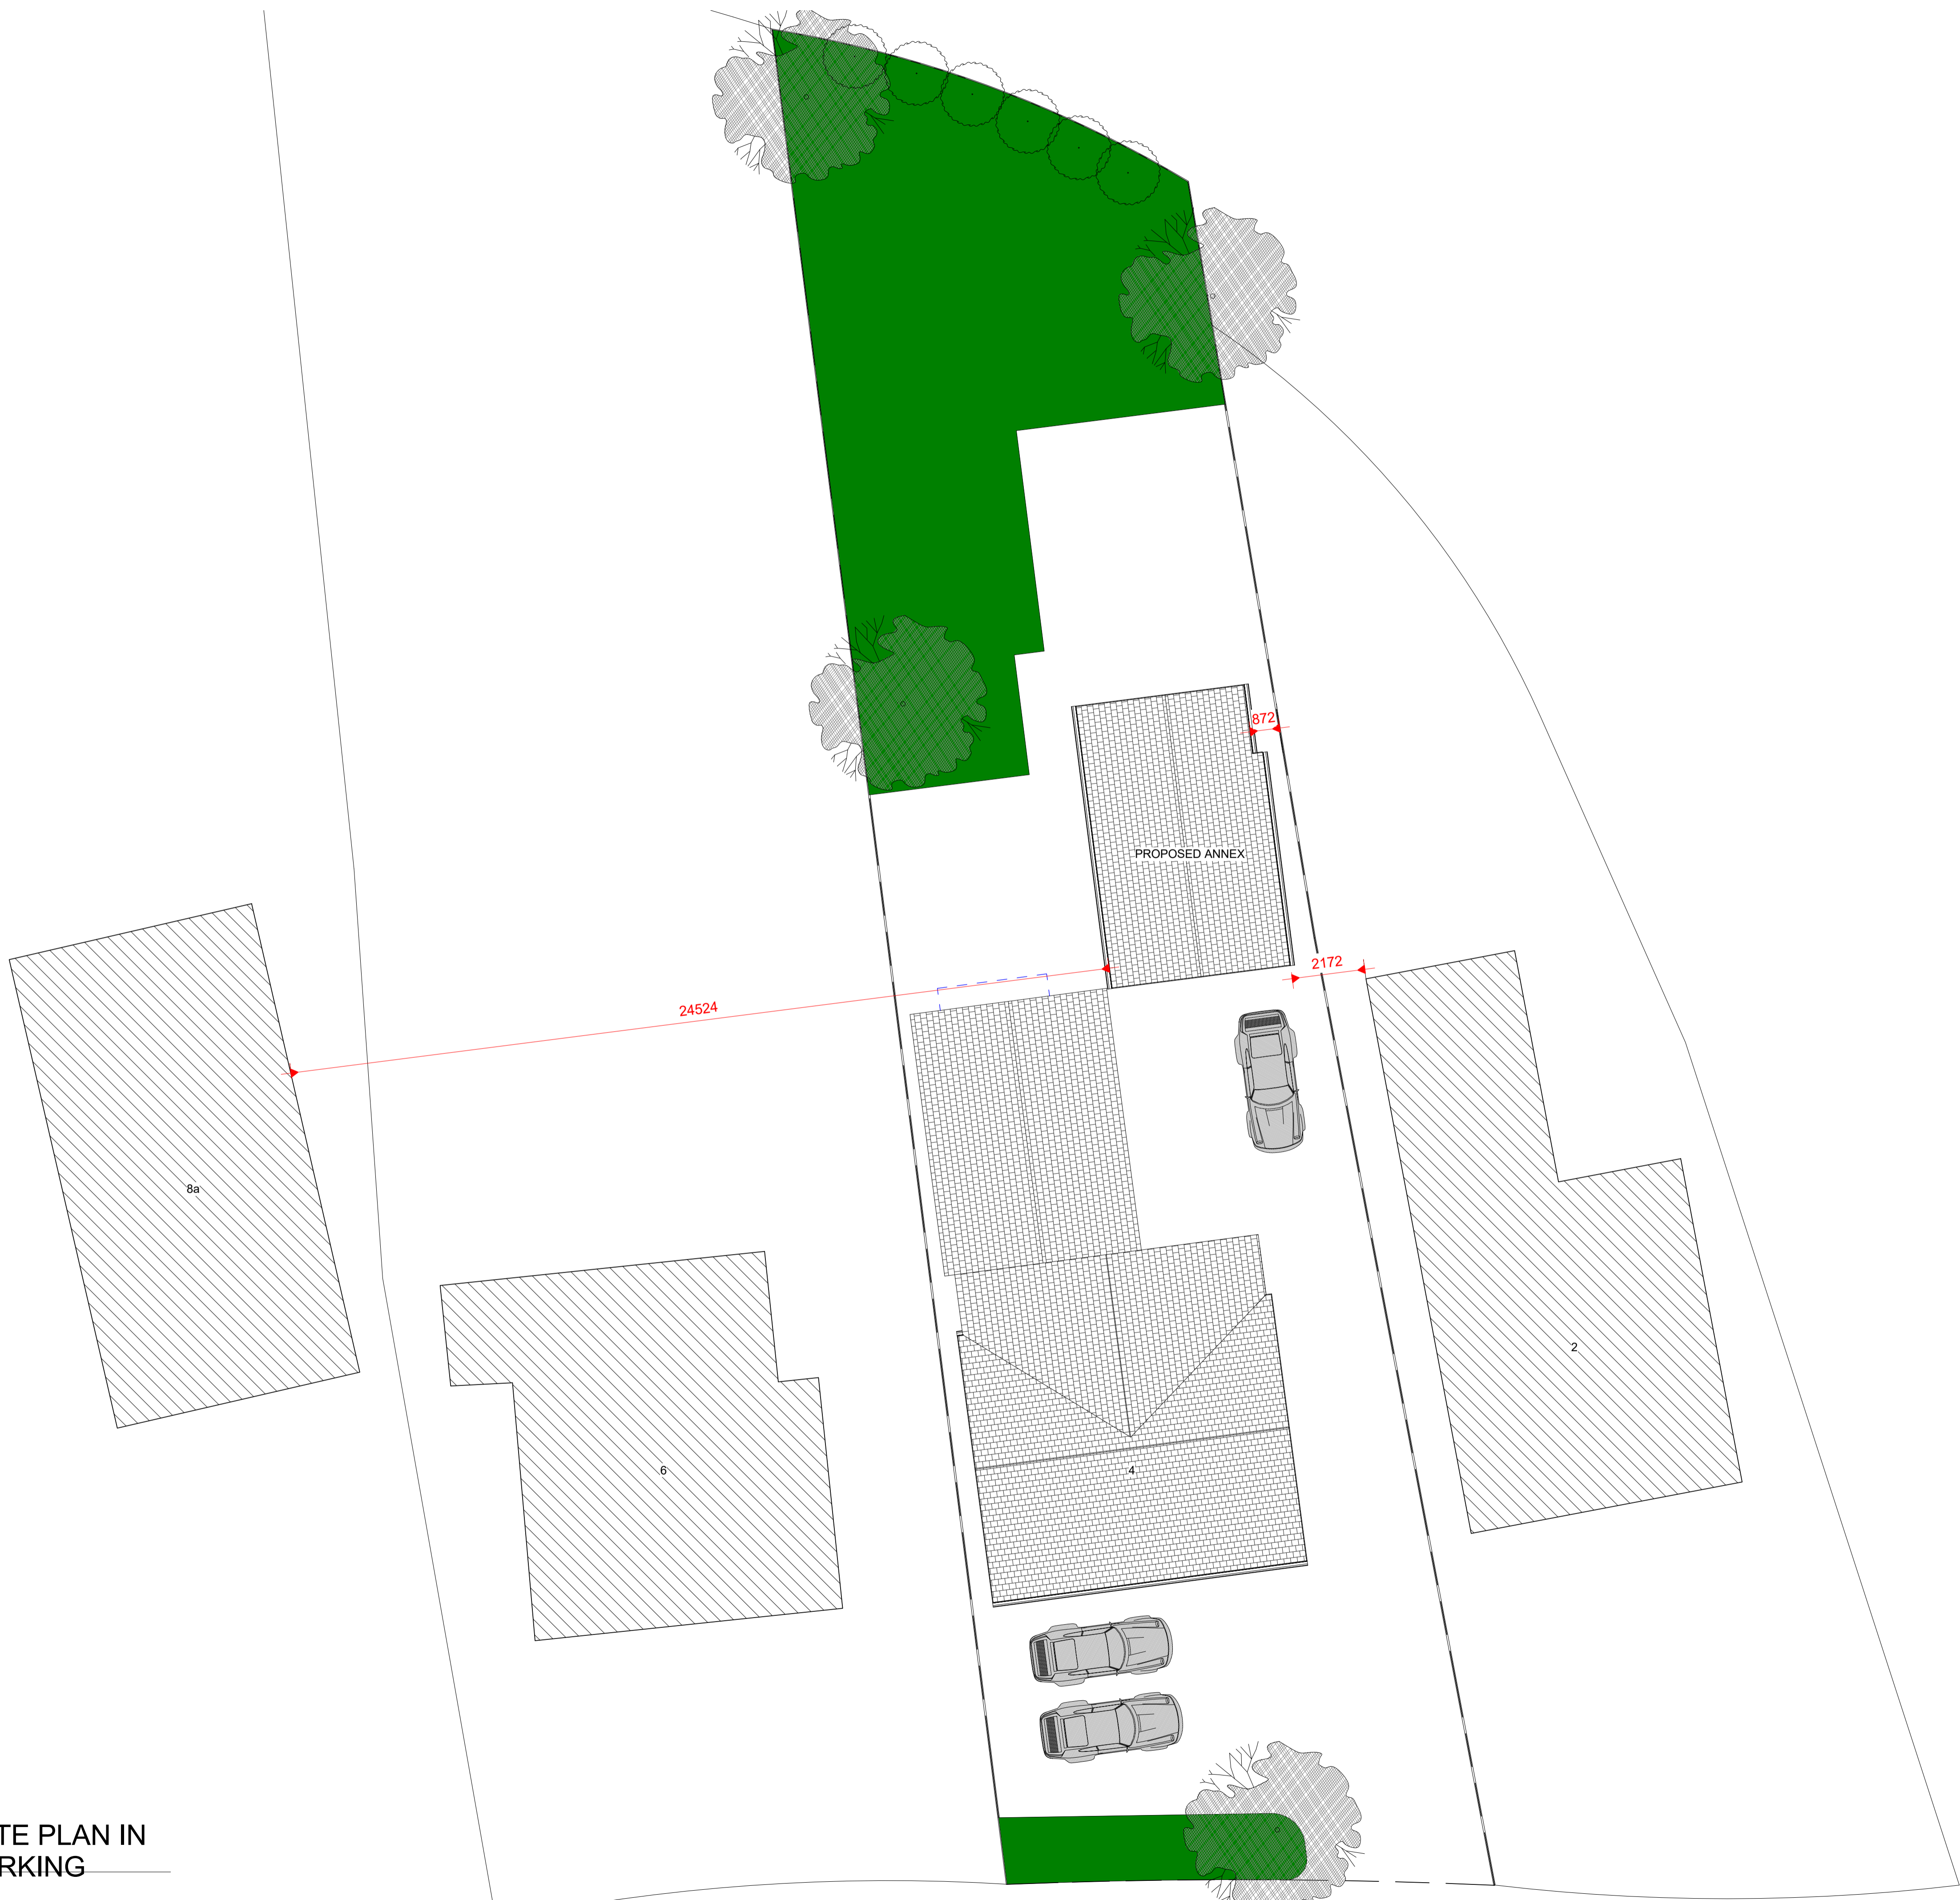 872
PROPOSED ANNEX
2172
24524
8a
2
6
4
TE PLAN IN
RKING